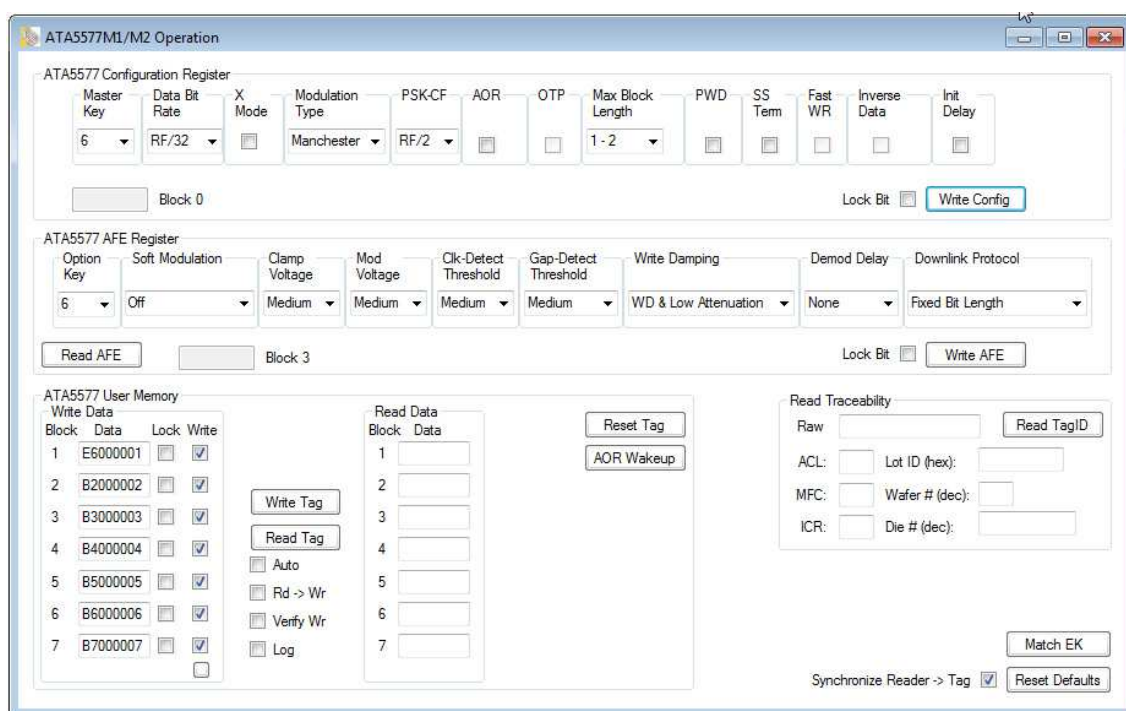 ATA5577M1/M2 Operation
ATA5577 Configuration Register
Master Key Data Bit Rate X Mode Modulation Type PSK-CF AOR OTP Max Block Length PWD SS Term Fast WR Inverse Data Init Delay
6 RF/32 Manchester RF/2 1 - 2
Block 0 Lock Bit Write Config
ATA5577 AFE Register
Option Key Soft Modulation Clamp Voltage Mod Voltage Clk-Detect Threshold Gap-Detect Threshold Write Damping Demod Delay Downlink Protocol
6 Off Medium Medium Medium Medium WD & Low Attenuation None Fixed Bit Length
Read AFE Block 3 Lock Bit Write AFE
ATA5577 User Memory
Write Data
Block Data Lock Write
1 E6000001
2 B2000002
3 B3000003
4 B4000004
5 B5000005
6 B6000006
7 B7000007
Write Tag
Read Tag
Auto
Rd -> Wr
Verify Wr
Log
Read Data
Block Data
1
2
3
4
5
6
7
Reset Tag
AOR Wakeup
Read Traceability
Raw Read TagID
ACL: Lot ID (hex):
MFC: Wafer # (dec):
ICR: Die # (dec):
Match EK
Synchronize Reader -> Tag Reset Defaults